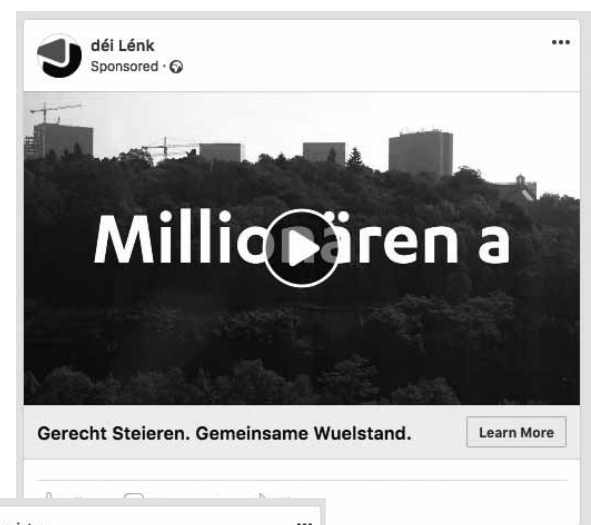 déi Lénk
Sponsored ·
Millionären a
Gerecht Steieren. Gemeinsame Wuelstand.
Learn More